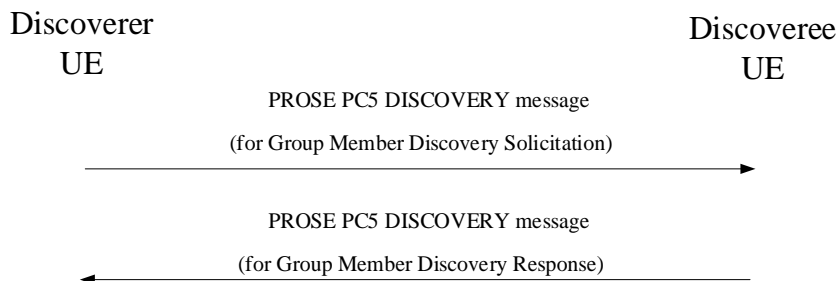 Discoverer
UE
Discoveree
UE
PROSE PC5 DISCOVERY message
(for Group Member Discovery Solicitation)
PROSE PC5 DISCOVERY message
(for Group Member Discovery Response)